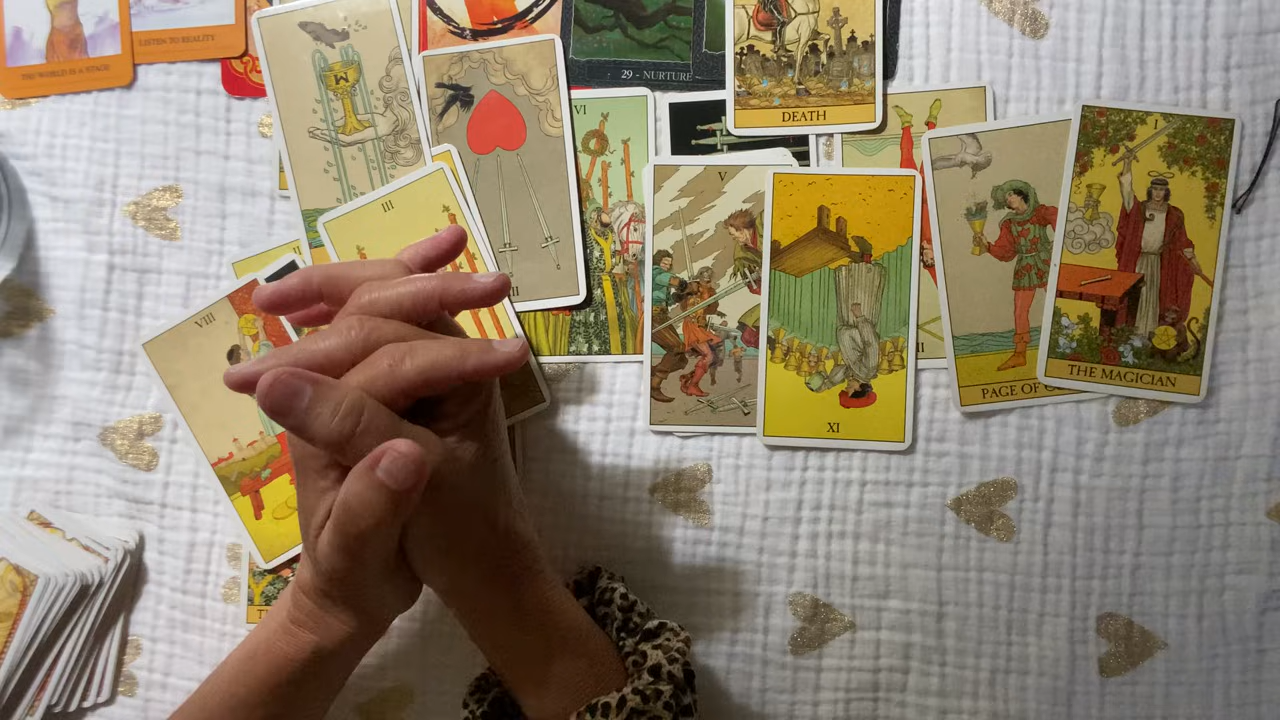 THE WORLD IS A STAGE
LISTEN TO REALITY
29 - NURTURE
DEATH
VI
III
V
I
VIII
XI
PAGE OF
THE MAGICIAN